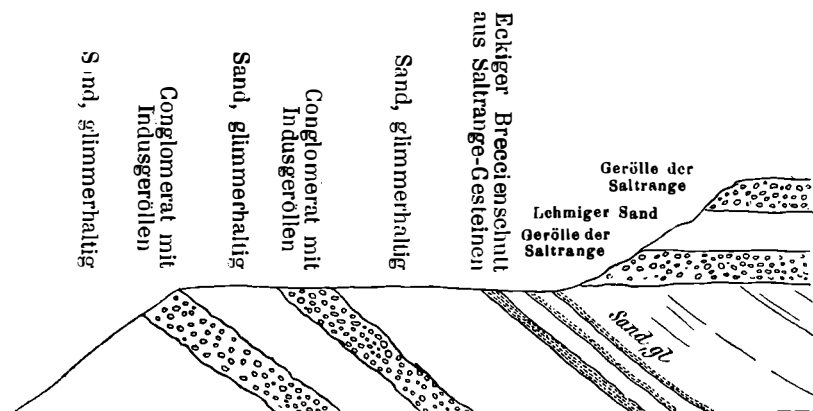 Sand, glimmerhaltig
Conglomerat mit
Indusgeröllen
Sand, glimmerhaltig
Conglomerat mit
Indusgeröllen
Sand, glimmerhaltig
Eckiger Breccienschutt
aus Saltrange-Gesteinen
Gerölle der
Saltrange
Lehmiger Sand
Gerölle der
Saltrange
Sand, gl